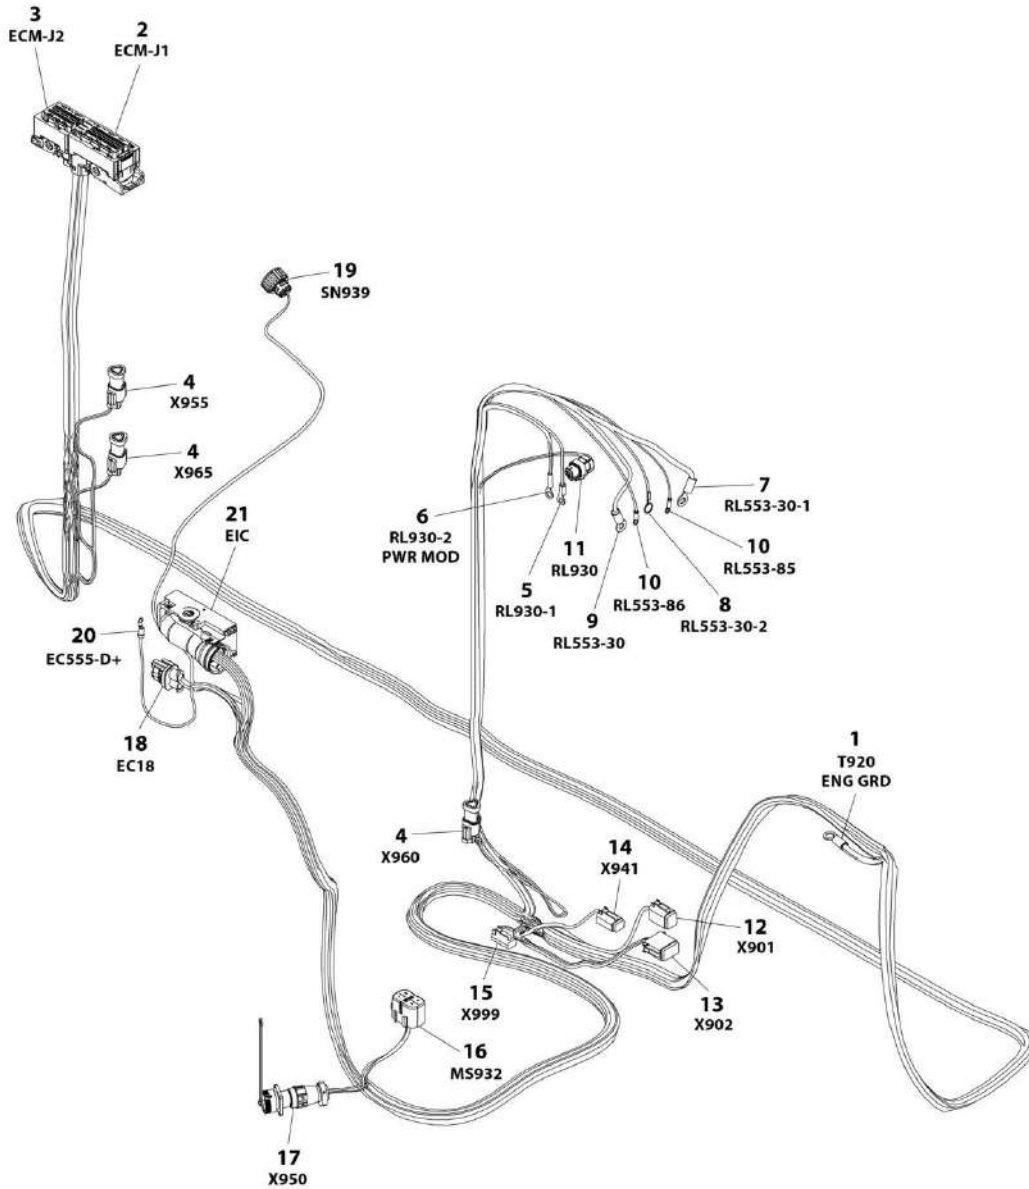 3
ECM-J2
2
ECM-J1
19
SN939
4
X955
4
X965
21
EIC
20
EC555-D+
18
EC18
6
RL930-2
PWR MOD
5
RL930-1
11
RL930
9
RL553-30
10
RL553-86
8
RL553-30-2
10
RL553-85
7
RL553-30-1
1
T920
ENG GRD
4
X960
14
X941
12
X901
13
X902
15
X999
16
MS932
17
X950